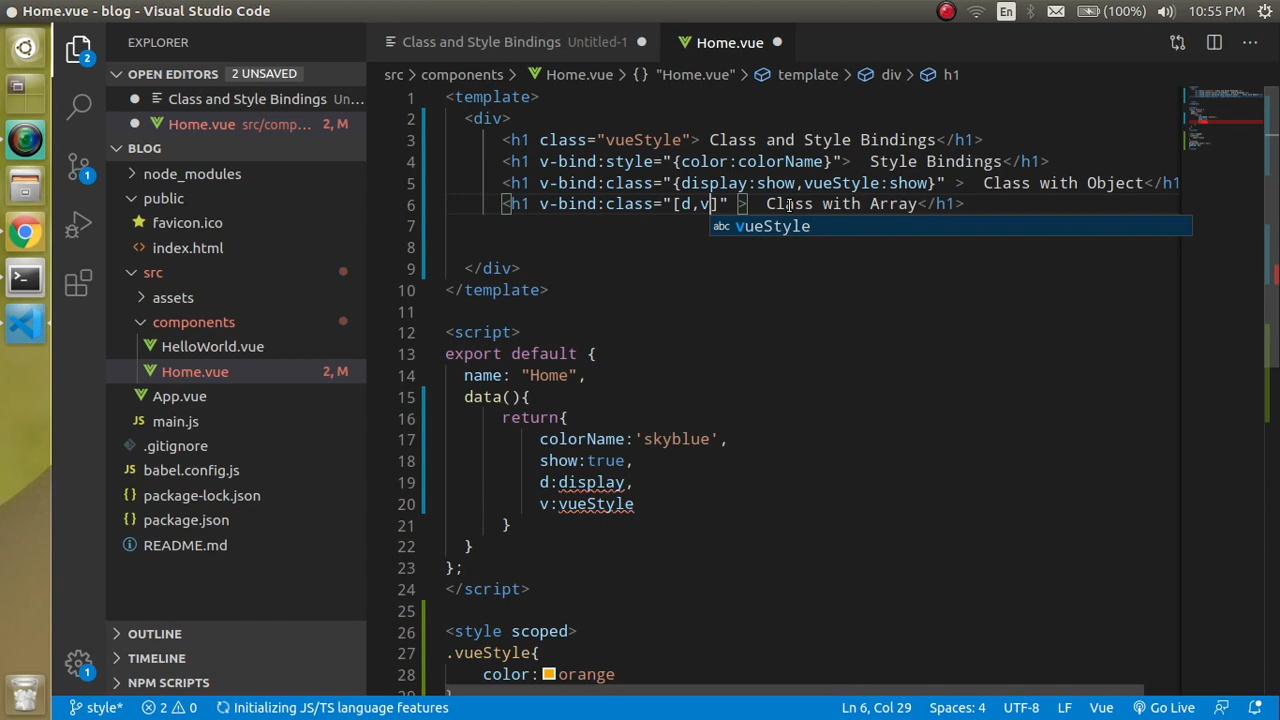 Home.vue - blog - Visual Studio Code
En
(100%)
10:55 PM
EXPLORER
OPEN EDITORS 2 UNSAVED
Class and Style Bindings Un...
Home.vue src/comp... 2, M
BLOG
node_modules
public
favicon.ico
index.html
src
assets
components
HelloWorld.vue
Home.vue 2, M
App.vue
main.js
.gitignore
babel.config.js
package-lock.json
package.json
README.md
OUTLINE
TIMELINE
NPM SCRIPTS
2
1
1
Class and Style Bindings Untitled-1
Home.vue
src > components > Home.vue > {} "Home.vue" > template > div > h1
1 <template>
2 <div>
3 <h1 class="vueStyle"> Class and Style Bindings</h1>
4 <h1 v-bind:style="{color:colorName}"> Style Bindings</h1>
5 <h1 v-bind:class="{display:show,vueStyle:show}" > Class with Object</h1
6 <h1 v-bind:class="[d,v]" > Class with Array</h1>
abc vueStyle
7
8
9 </div>
10 </template>
11
12 <script>
13 export default {
14 name: "Home",
15 data(){
16 return{
17 colorName:'skyblue',
18 show:true,
19 d:display,
20 v:vueStyle
21 }
22 }
23 };
24 </script>
25
26 <style scoped>
27 .vueStyle{
28 color: orange
29 }
style* 2 0 Initializing JS/TS language features
Ln 6, Col 29 Spaces: 4 UTF-8 LF Vue Go Live